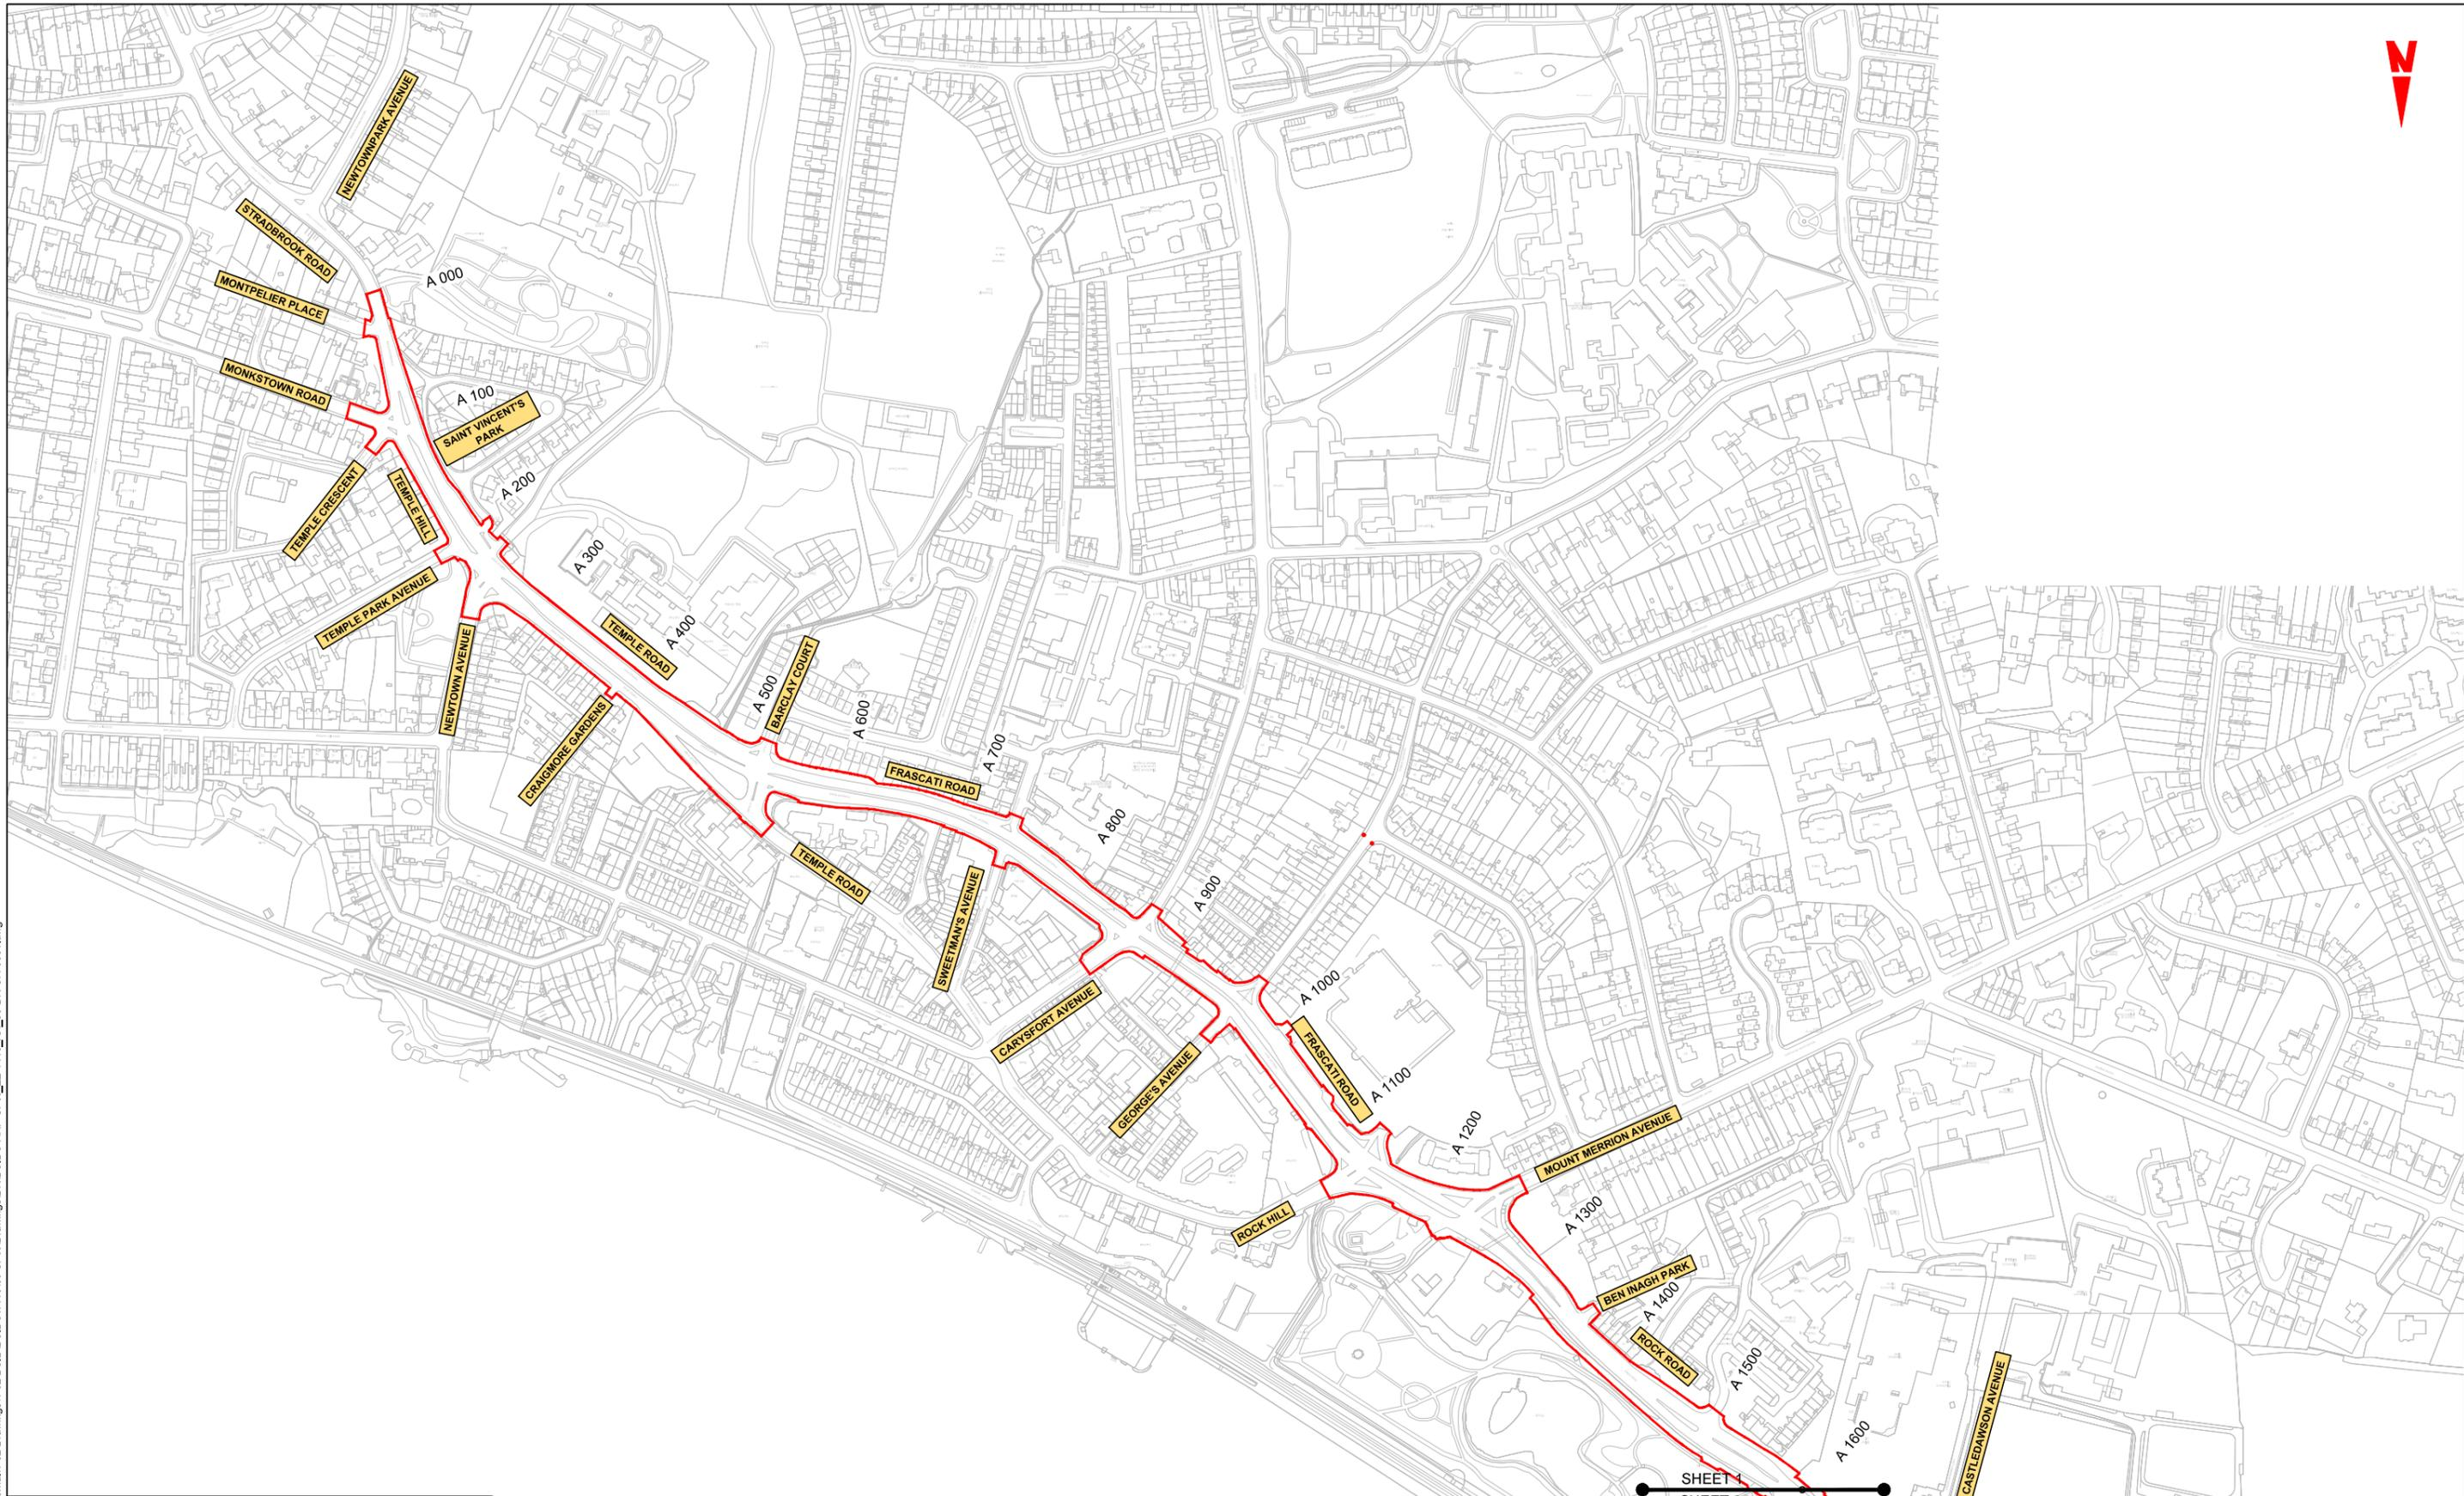 N
NEWTOWNPARK AVENUE
STRADBROOK ROAD
A 000
MONTPELIER PLACE
MONKSTOWN ROAD
A 100
SAINT VINCENT'S
PARK
A 200
TEMPLE CRESCENT
TEMPLE HILL
A 300
TEMPLE PARK AVENUE
TEMPLE ROAD
A 400
NEWTOWN AVENUE
CRAIGMORE GARDENS
A 500
BARCLAY COURT
A 600
FRASCATI ROAD
A 700
A 800
TEMPLE ROAD
SWEETMAN'S AVENUE
A 900
CARYSFORT AVENUE
A 1000
GEORGE'S AVENUE
FRASCATI ROAD
A 1100
A 1200
MOUNT MERRION AVENUE
ROCK HILL
A 1300
BEN INAGH PARK
A 1400
ROCK ROAD
A 1500
A 1600
CASTLEDAWSON AVENUE
SHEET 1